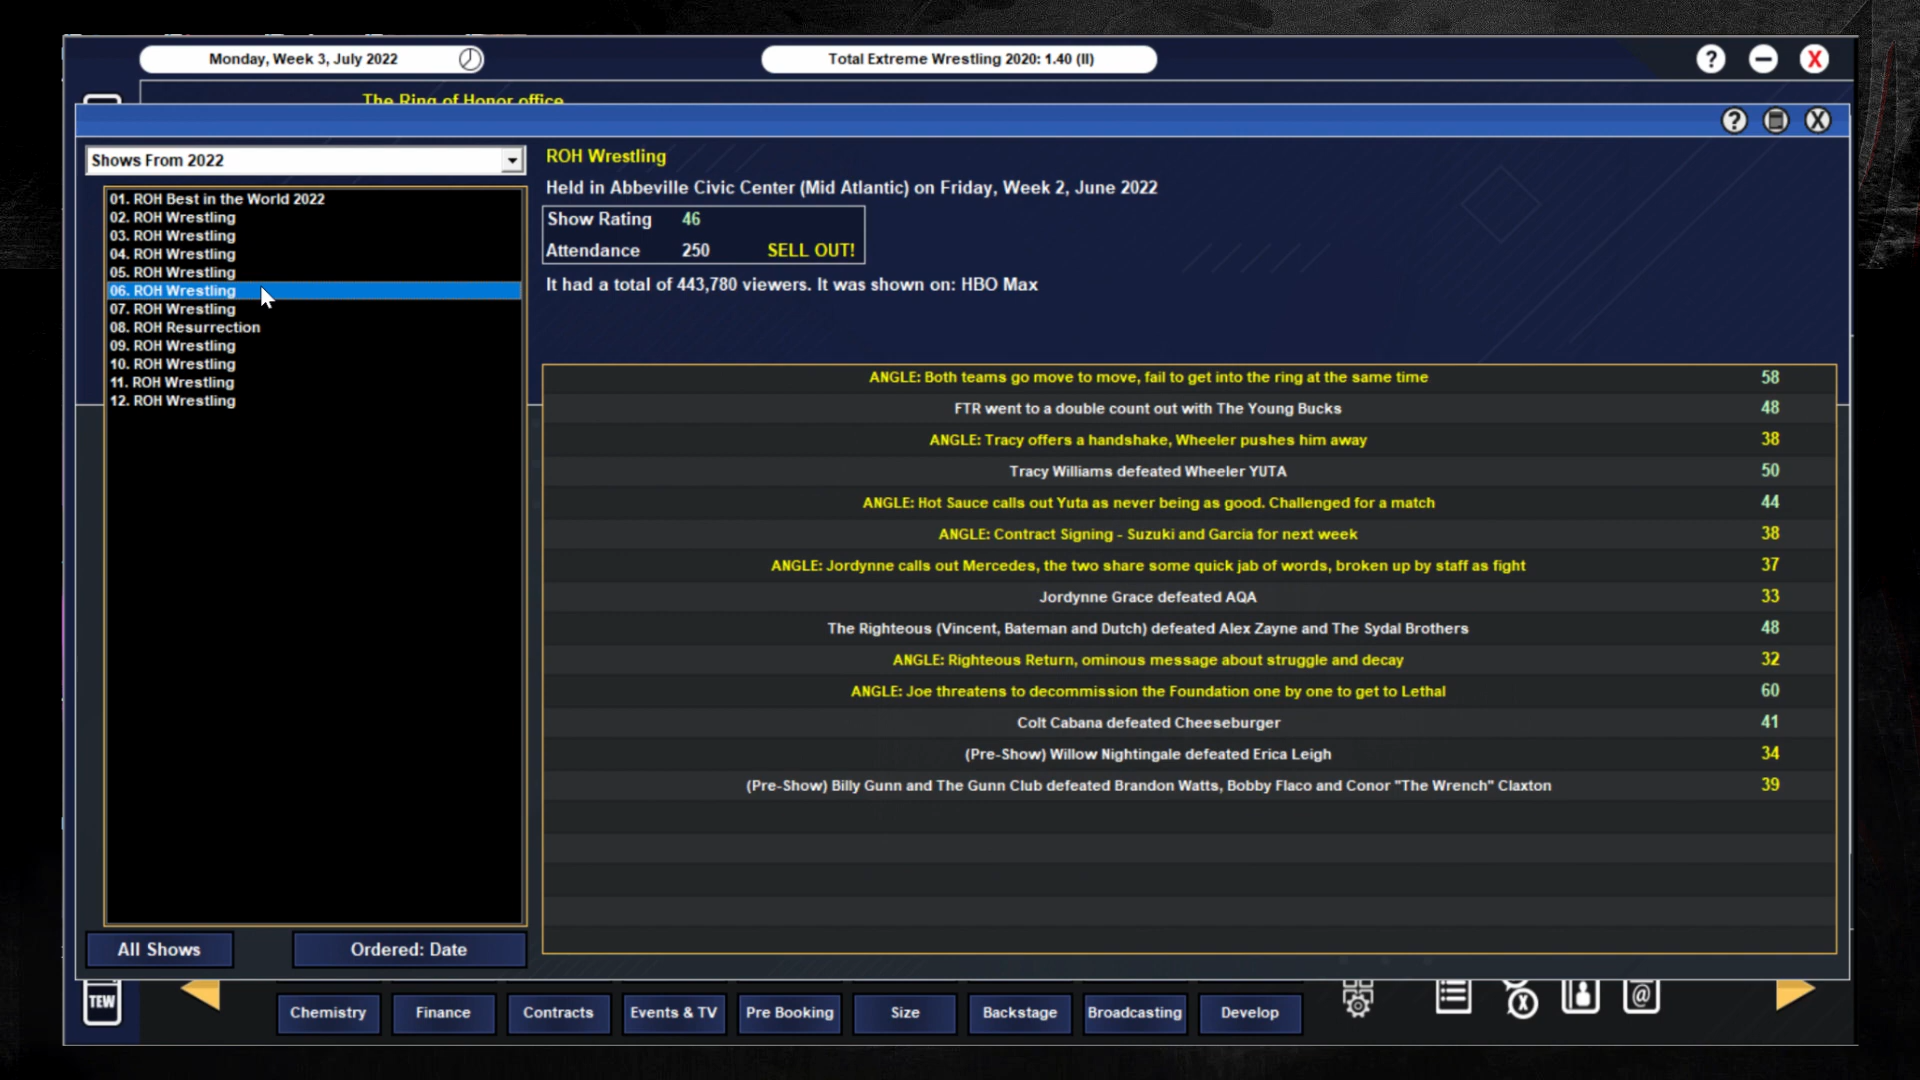 Monday, Week 3, July 2022
Total Extreme Wrestling 2020: 1.40 (II)
?
X
The Ring of Honor office
?
X
Shows From 2022
01. ROH Best in the World 2022
02. ROH Wrestling
03. ROH Wrestling
04. ROH Wrestling
05. ROH Wrestling
06. ROH Wrestling
07. ROH Wrestling
08. ROH Resurrection
09. ROH Wrestling
10. ROH Wrestling
11. ROH Wrestling
12. ROH Wrestling
All Shows
Ordered: Date
ROH Wrestling
Held in Abbeville Civic Center (Mid Atlantic) on Friday, Week 2, June 2022
Show Rating 46
Attendance 250 SELL OUT!
It had a total of 443,780 viewers. It was shown on: HBO Max
ANGLE: Both teams go move to move, fail to get into the ring at the same time 58
FTR went to a double count out with The Young Bucks 48
ANGLE: Tracy offers a handshake, Wheeler pushes him away 38
Tracy Williams defeated Wheeler YUTA 50
ANGLE: Hot Sauce calls out Yuta as never being as good. Challenged for a match 44
ANGLE: Contract Signing - Suzuki and Garcia for next week 38
ANGLE: Jordynne calls out Mercedes, the two share some quick jab of words, broken up by staff as fight 37
Jordynne Grace defeated AQA 33
The Righteous (Vincent, Bateman and Dutch) defeated Alex Zayne and The Sydal Brothers 48
ANGLE: Righteous Return, ominous message about struggle and decay 32
ANGLE: Joe threatens to decommission the Foundation one by one to get to Lethal 60
Colt Cabana defeated Cheeseburger 41
(Pre-Show) Willow Nightingale defeated Erica Leigh 34
(Pre-Show) Billy Gunn and The Gunn Club defeated Brandon Watts, Bobby Flaco and Conor "The Wrench" Claxton 39
TEW
Chemistry
Finance
Contracts
Events & TV
Pre Booking
Size
Backstage
Broadcasting
Develop
X
@